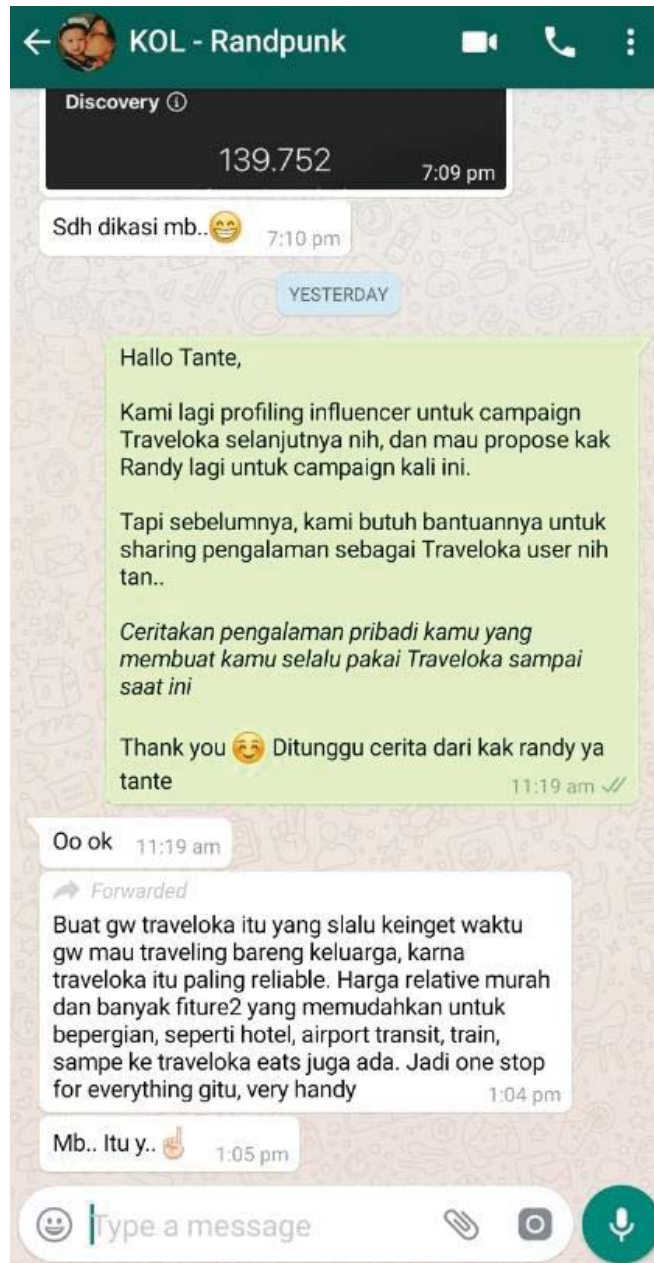 KOL - Randpunk
Discovery ⓘ
139.752
7:09 pm
Sdh dikasi mb..😁 7:10 pm
YESTERDAY
Hallo Tante,
Kami lagi profiling influencer untuk campaign
Traveloka selanjutnya nih, dan mau propose kak
Randy lagi untuk campaign kali ini.
Tapi sebelumnya, kami butuh bantuannya untuk
sharing pengalaman sebagai Traveloka user nih
tan..
Ceritakan pengalaman pribadi kamu yang
membuat kamu selalu pakai Traveloka sampai
saat ini
Thank you ☺️ Ditunggu cerita dari kak randy ya
tante
11:19 am
Oo ok 11:19 am
Forwarded
Buat gw traveloka itu yang slalu keinget waktu
gw mau traveling bareng keluarga, karna
traveloka itu paling reliable. Harga relative murah
dan banyak fiture2 yang memudahkan untuk
bepergian, seperti hotel, airport transit, train,
sampe ke traveloka eats juga ada. Jadi one stop
for everything gitu, very handy
1:04 pm
Mb.. Itu y..☝🏻 1:05 pm
Type a message